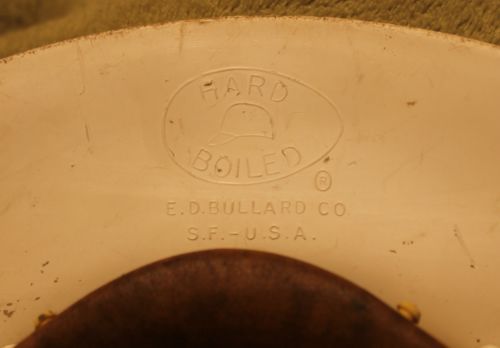 HARD
BOILED
®
E.D.BULLARD CO
S.F.-U.S.A.